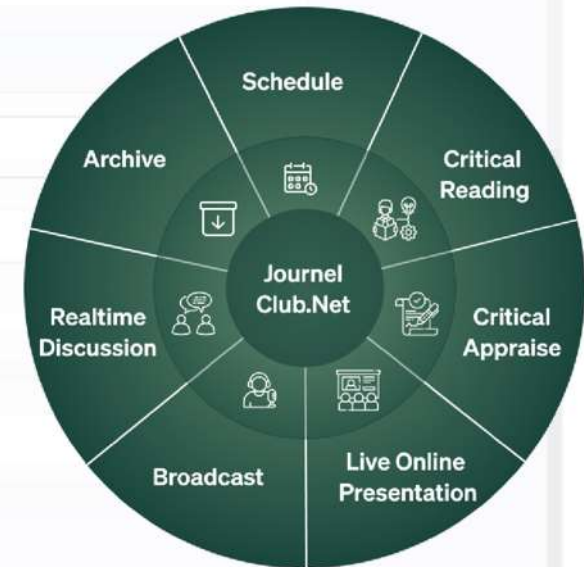 Schedule
Critical
Reading
Critical
Appraise
Live Online
Presentation
Broadcast
Realtime
Discussion
Archive
Journel
Club.Net